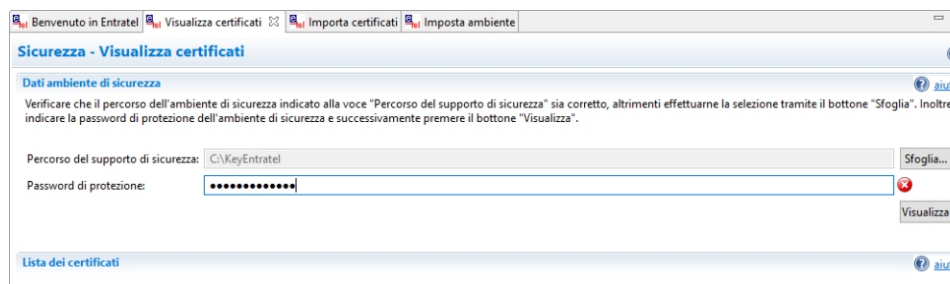 Benvenuto in Entratel Visualizza certificati Importa certificati Imposta ambiente
Sicurezza - Visualizza certificati
Dati ambiente di sicurezza
Verificare che il percorso dell'ambiente di sicurezza indicato alla voce "Percorso del supporto di sicurezza" sia corretto, altrimenti effettuarne la selezione tramite il bottone "Sfoglia". Inoltre
indicare la password di protezione dell'ambiente di sicurezza e successivamente premere il bottone "Visualizza".
Percorso del supporto di sicurezza: C:\KeyEntratel Sfoglia...
Password di protezione: •••••••••••••
Visualizza
Lista dei certificati